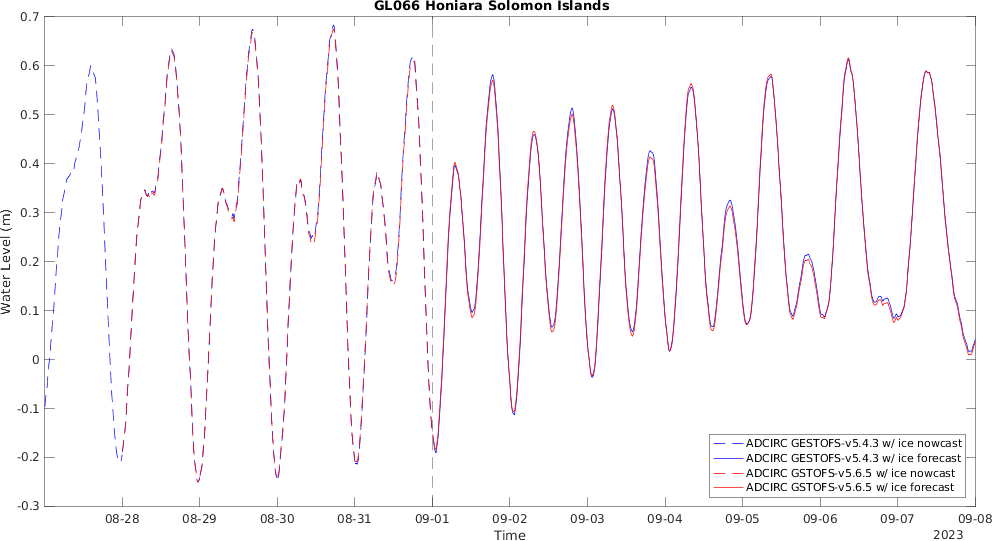 GL066 Honiara Solomon Islands
0.7
0.6
0.5
0.4
0.3
0.2
0.1
0
-0.1
-0.2
-0.3
Water Level (m)
ADCIRC GESTOFS-v5.4.3 w/ ice nowcast
ADCIRC GESTOFS-v5.4.3 w/ ice forecast
ADCIRC GSTOFS-v5.6.5 w/ ice nowcast
ADCIRC GSTOFS-v5.6.5 w/ ice forecast
08-28 08-29 08-30 08-31 09-01 09-02 09-03 09-04 09-05 09-06 09-07 09-08
Time
2023